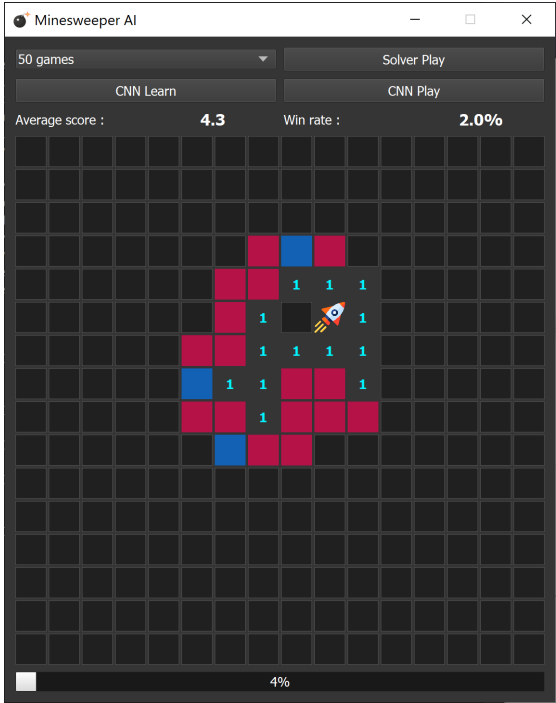 Minesweeper AI
50 games Solver Play
CNN Learn CNN Play
Average score : 4.3 Win rate : 2.0%
1 1 1
1 1
1 1 1 1
1 1 1
1
4%